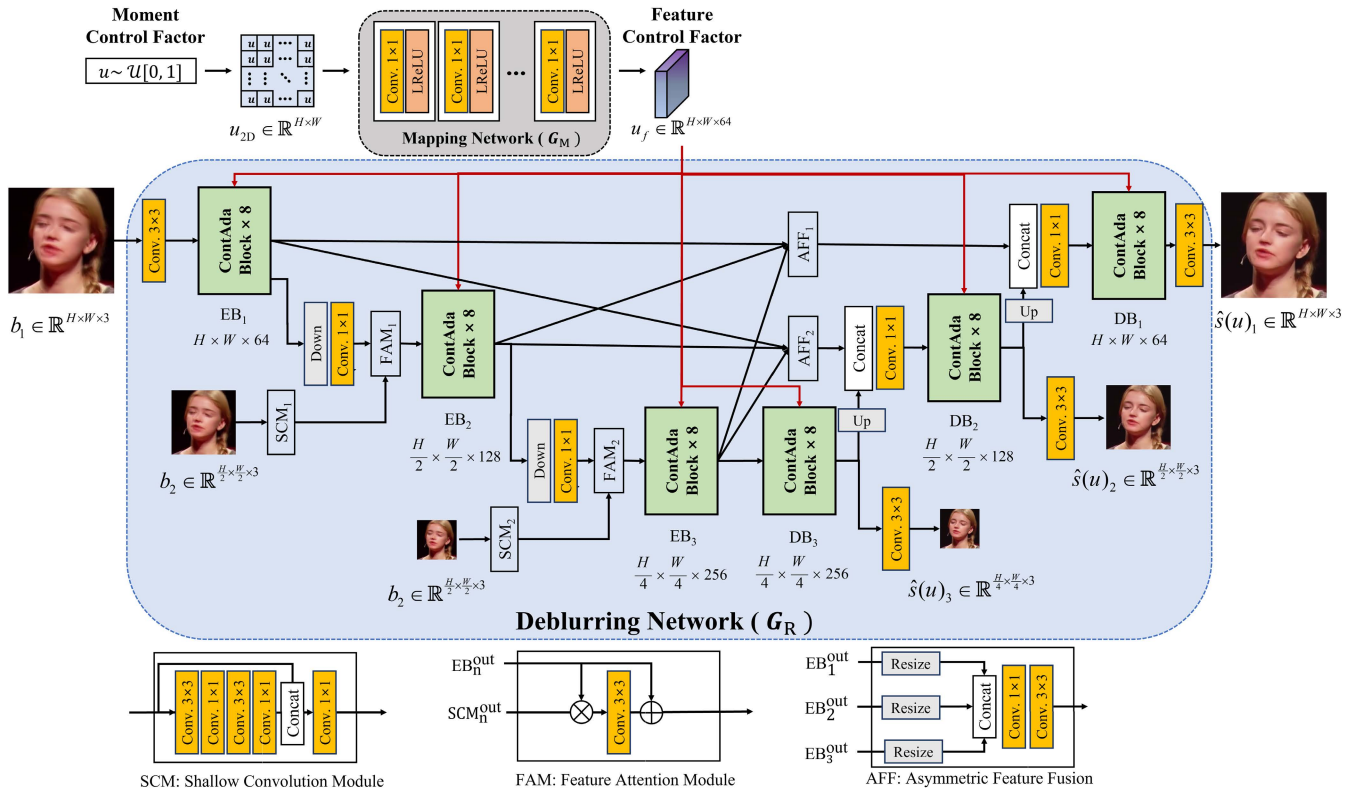 Moment
Control Factor
u~ 𝒰[0, 1]
u u ⋯ u
u u ⋯ u
⋮ ⋮ ⋱ ⋮
u u ⋯ u
u_2D ∈ ℝ^{H×W}
Conv. 1×1
LReLU
Conv. 1×1
LReLU
⋯
Conv. 1×1
LReLU
Mapping Network ( G_M )
Feature
Control Factor
u_f ∈ ℝ^{H×W×64}
b_1 ∈ ℝ^{H×W×3}
Conv. 3×3
ContAda
Block × 8
EB_1
H × W × 64
Down
Conv. 1×1
FAM_1
SCM_1
b_2 ∈ ℝ^{H/2×W/2×3}
ContAda
Block × 8
EB_2
H/2 × W/2 × 128
Down
Conv. 1×1
FAM_2
SCM_2
b_2 ∈ ℝ^{H/2×W/2×3}
ContAda
Block × 8
EB_3
H/4 × W/4 × 256
ContAda
Block × 8
DB_3
H/4 × W/4 × 256
AFF_1
AFF_2
Concat
Conv. 1×1
Up
Conv. 3×3
ŝ(u)_3 ∈ ℝ^{H/4×W/4×3}
ContAda
Block × 8
DB_2
H/2 × W/2 × 128
Concat
Conv. 1×1
Up
Conv. 3×3
ŝ(u)_2 ∈ ℝ^{H/2×W/2×3}
ContAda
Block × 8
DB_1
H × W × 64
Conv. 3×3
ŝ(u)_1 ∈ ℝ^{H×W×3}
Deblurring Network ( G_R )
Conv. 3×3
Conv. 1×1
Conv. 3×3
Conv. 1×1
Concat
Conv. 1×1
SCM: Shallow Convolution Module
EB_n^out
SCM_n^out
Conv. 3×3
FAM: Feature Attention Module
EB_1^out
Resize
EB_2^out
Resize
EB_3^out
Resize
Concat
Conv. 1×1
Conv. 3×3
AFF: Asymmetric Feature Fusion